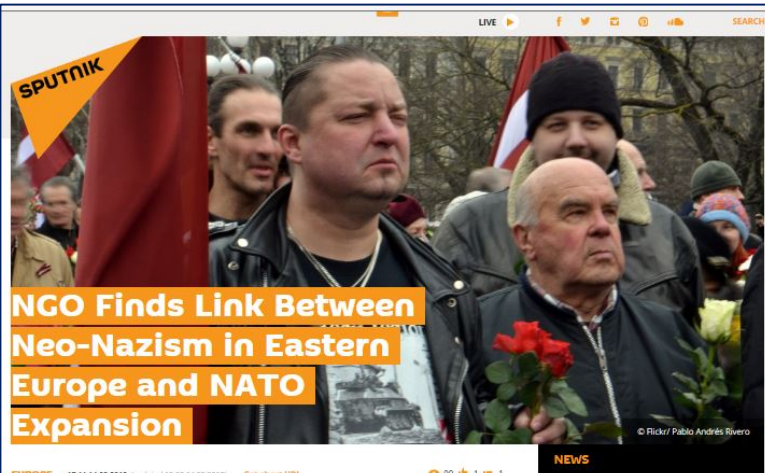 LIVE
SEARCH
SPUTNIK
NGO Finds Link Between
Neo-Nazism in Eastern
Europe and NATO
Expansion
© Flickr/ Pablo Andrés Rivero
NEWS